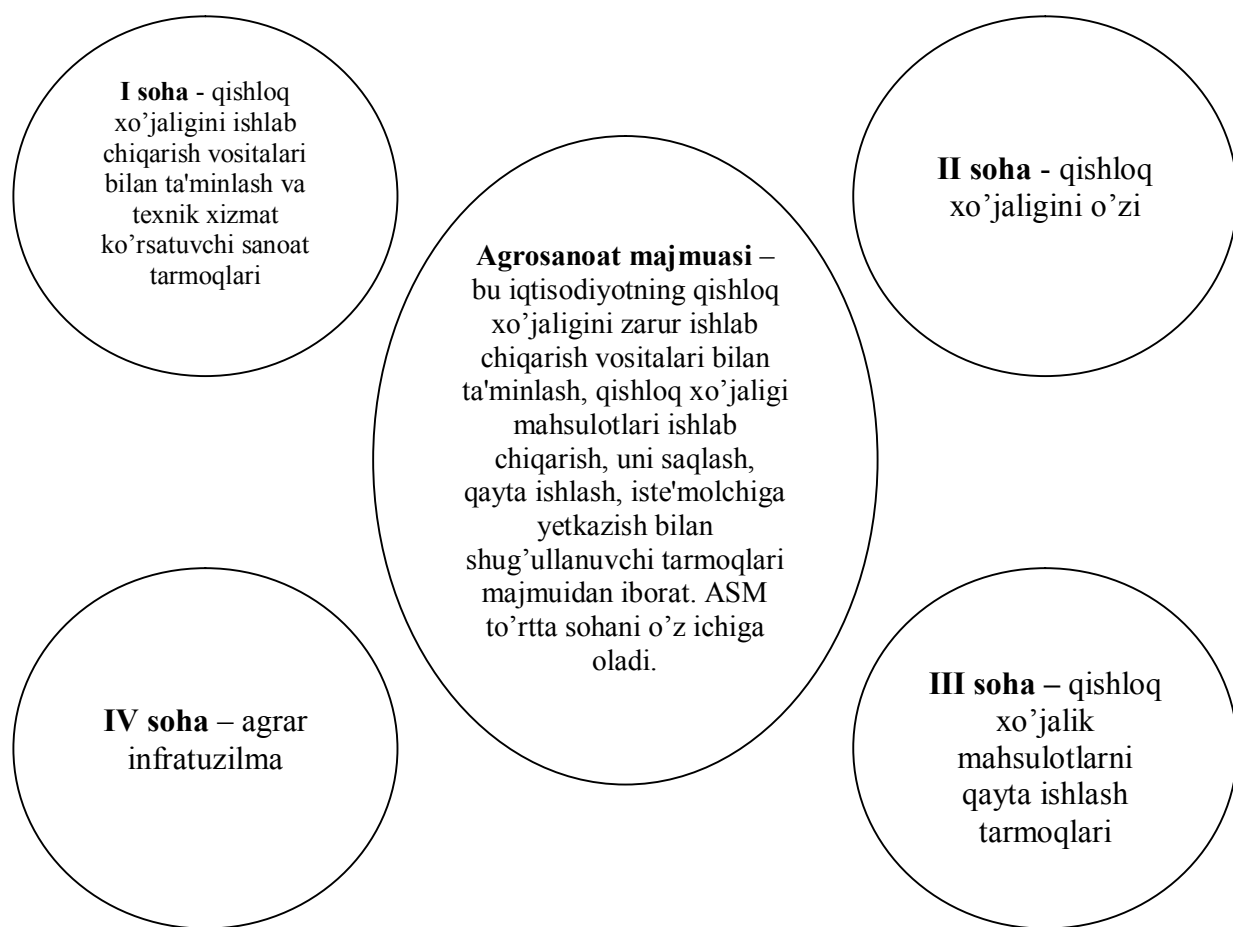 I soha - qishloq
xo’jaligini ishlab
chiqarish vositalari
bilan ta'minlash va
texnik xizmat
ko’rsatuvchi sanoat
tarmoqlari
II soha - qishloq
xo’jaligini o’zi
Agrosanoat majmuasi –
bu iqtisodiyotning qishloq
xo’jaligini zarur ishlab
chiqarish vositalari bilan
ta'minlash, qishloq xo’jaligi
mahsulotlari ishlab
chiqarish, uni saqlash,
qayta ishlash, iste'molchiga
yetkazish bilan
shug’ullanuvchi tarmoqlari
majmuidan iborat. ASM
to’rtta sohani o’z ichiga
oladi.
IV soha – agrar
infratuzilma
III soha – qishloq
xo’jalik
mahsulotlarni
qayta ishlash
tarmoqlari